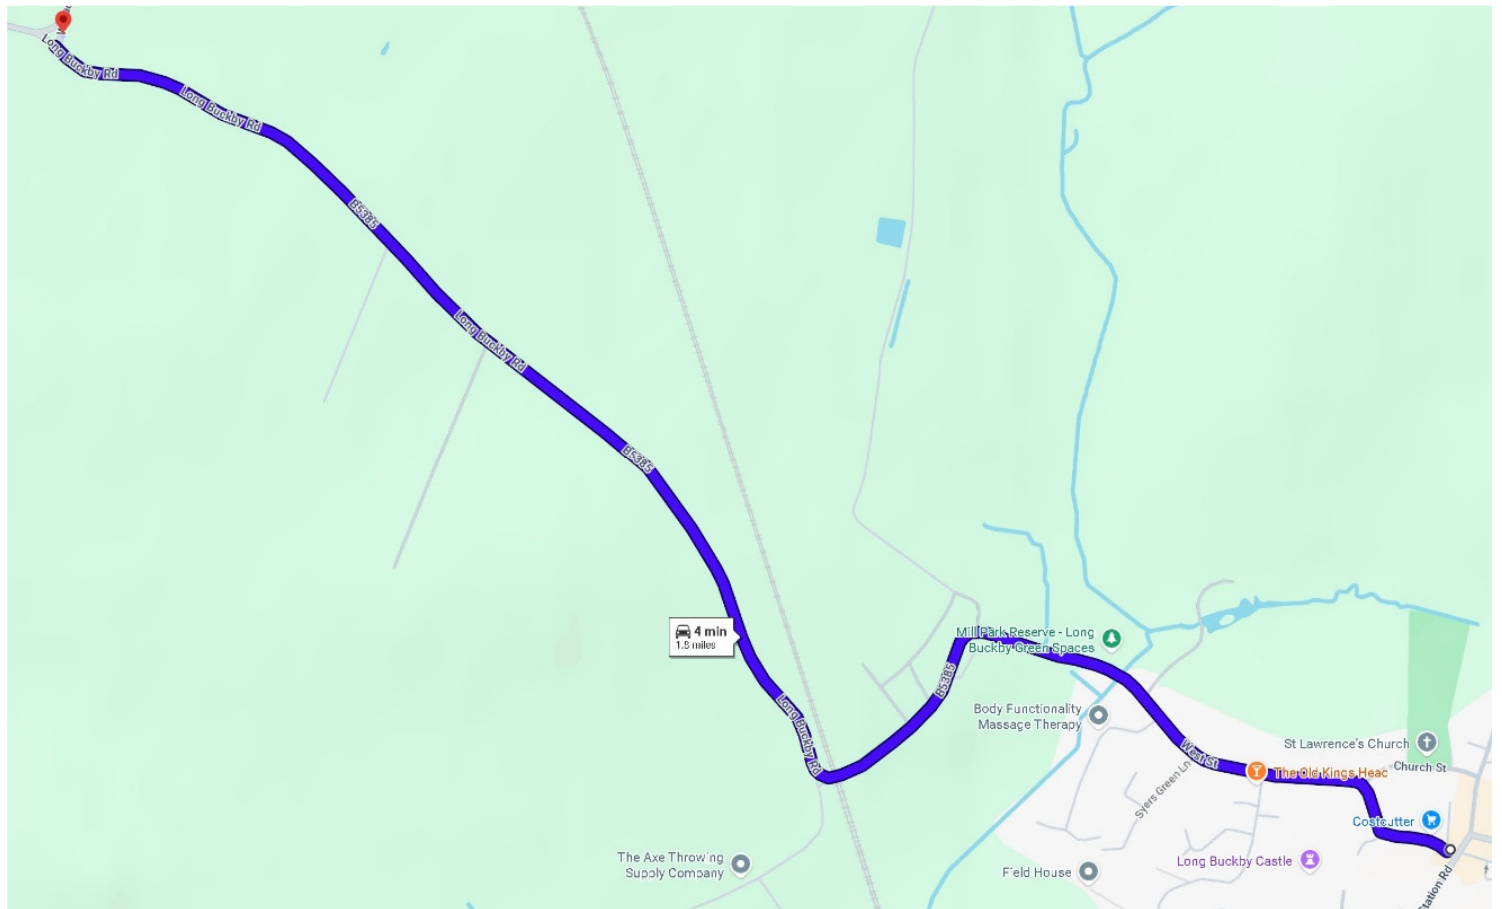 Long Buckby Rd
Long Buckby Rd
B5385
Long Buckby Rd
B5385
4 min
1.8 miles
Mill Park Reserve - Long
Buckby Green Spaces
B5385
Long Buckby Rd
Body Functionality
Massage Therapy
West St
St Lawrence's Church
Church St
The Old Kings Heac
Syers Green Ln
Costcutter
The Axe Throwing
Supply Company
Long Buckby Castle
Field House
Station Rd